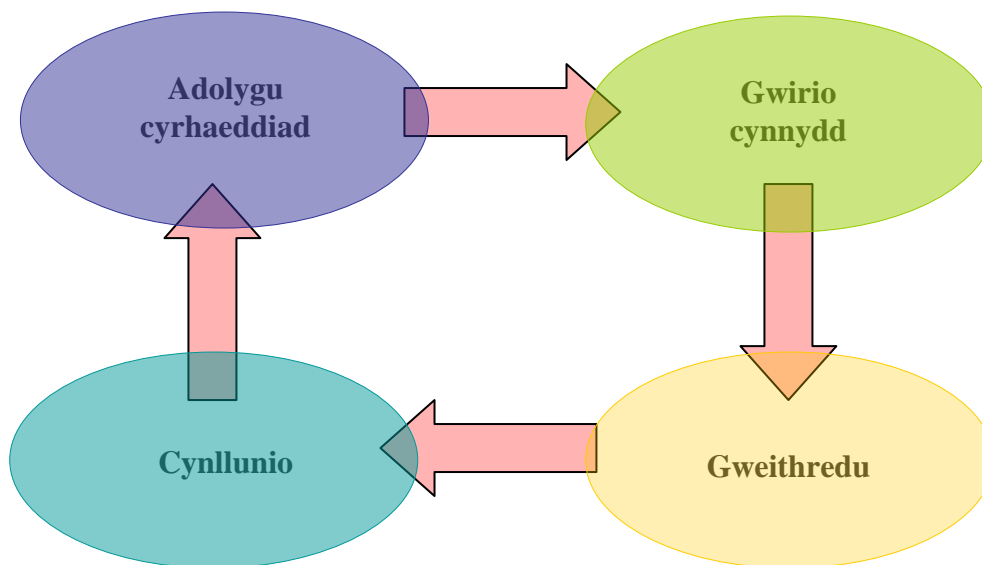 Adolygu
cyrhaeddiad
Gwirio
cynnydd
Cynllunio
Gweithredu